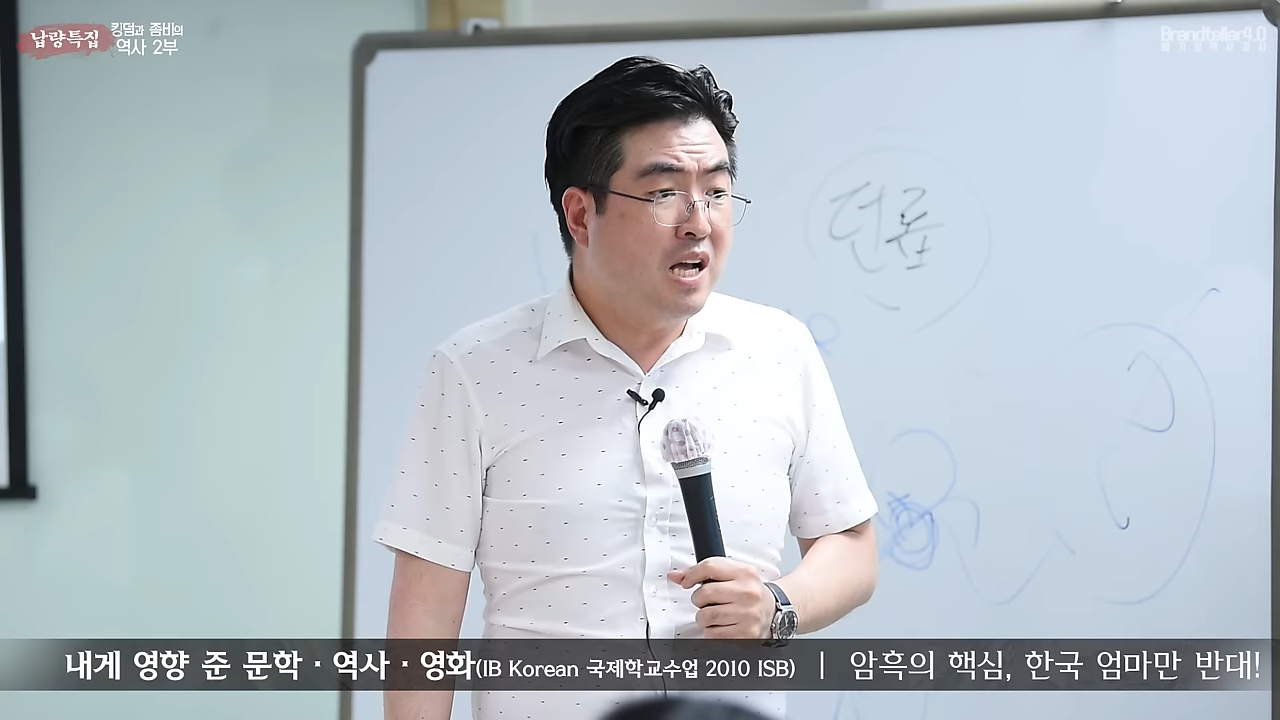 납량특집
킹덤과 좀비의
역사 2부
Brandteller4.0
내게 영향 준 문학·역사·영화(IB Korean 국제학교수업 2010 ISB) | 암흑의 핵심, 한국 엄마만 반대!